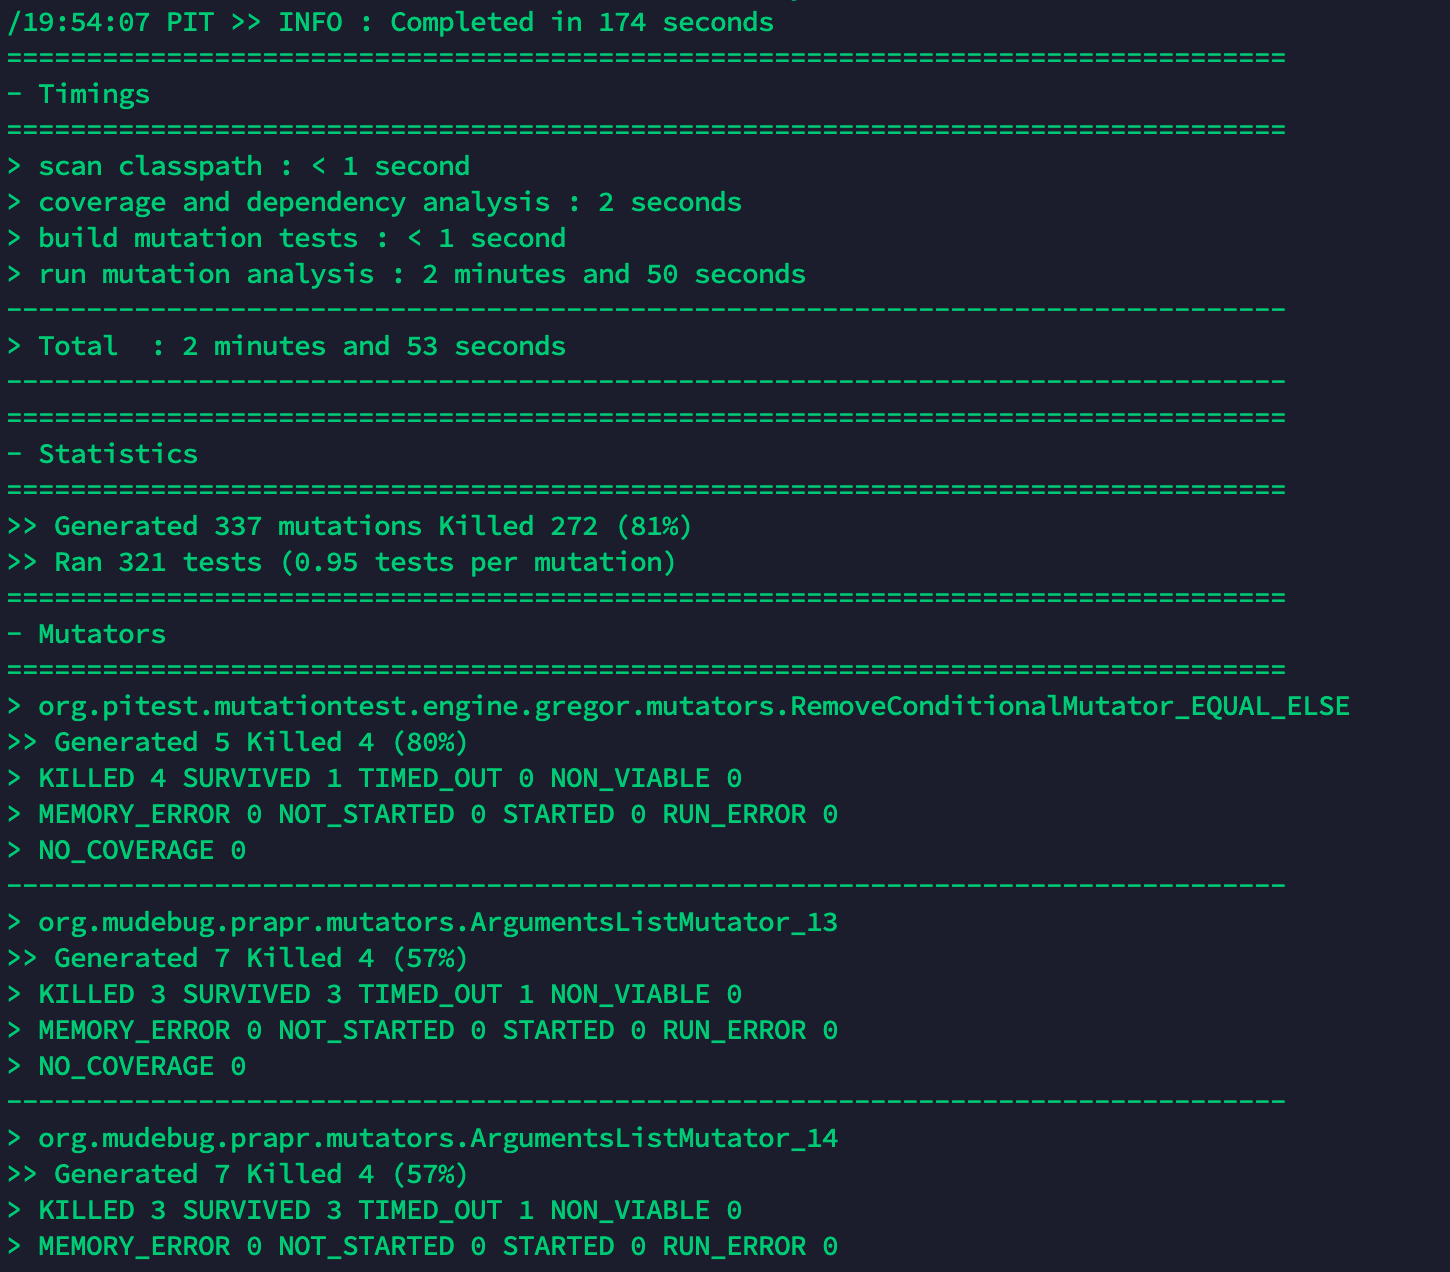 /19:54:07 PIT >> INFO : Completed in 174 seconds
================================================================================
- Timings
================================================================================
> scan classpath : < 1 second
> coverage and dependency analysis : 2 seconds
> build mutation tests : < 1 second
> run mutation analysis : 2 minutes and 50 seconds
--------------------------------------------------------------------------------
> Total  : 2 minutes and 53 seconds
--------------------------------------------------------------------------------
================================================================================
- Statistics
================================================================================
>> Generated 337 mutations Killed 272 (81%)
>> Ran 321 tests (0.95 tests per mutation)
================================================================================
- Mutators
================================================================================
> org.pitest.mutationtest.engine.gregor.mutators.RemoveConditionalMutator_EQUAL_ELSE
>> Generated 5 Killed 4 (80%)
> KILLED 4 SURVIVED 1 TIMED_OUT 0 NON_VIABLE 0
> MEMORY_ERROR 0 NOT_STARTED 0 STARTED 0 RUN_ERROR 0
> NO_COVERAGE 0
--------------------------------------------------------------------------------
> org.mudebug.prapr.mutators.ArgumentsListMutator_13
>> Generated 7 Killed 4 (57%)
> KILLED 3 SURVIVED 3 TIMED_OUT 1 NON_VIABLE 0
> MEMORY_ERROR 0 NOT_STARTED 0 STARTED 0 RUN_ERROR 0
> NO_COVERAGE 0
--------------------------------------------------------------------------------
> org.mudebug.prapr.mutators.ArgumentsListMutator_14
>> Generated 7 Killed 4 (57%)
> KILLED 3 SURVIVED 3 TIMED_OUT 1 NON_VIABLE 0
> MEMORY_ERROR 0 NOT_STARTED 0 STARTED 0 RUN_ERROR 0